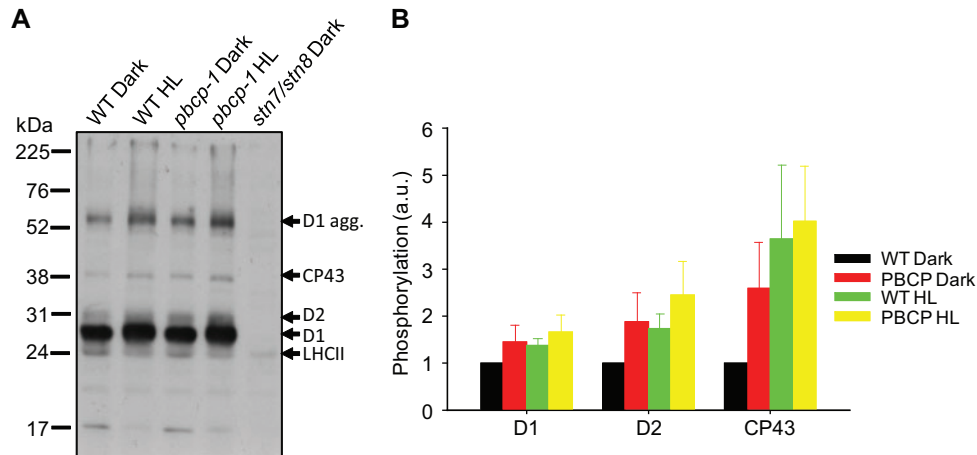 A
WT Dark
WT HL
pbcp-1 Dark
pbcp-1 HL
stn7/stn8 Dark
kDa
225
76
52
38
31
24
17
D1 agg.
CP43
D2
D1
LHCII
B
Phosphorylation (a.u.)
6
5
4
3
2
1
0
D1
D2
CP43
WT Dark
PBCP Dark
WT HL
PBCP HL